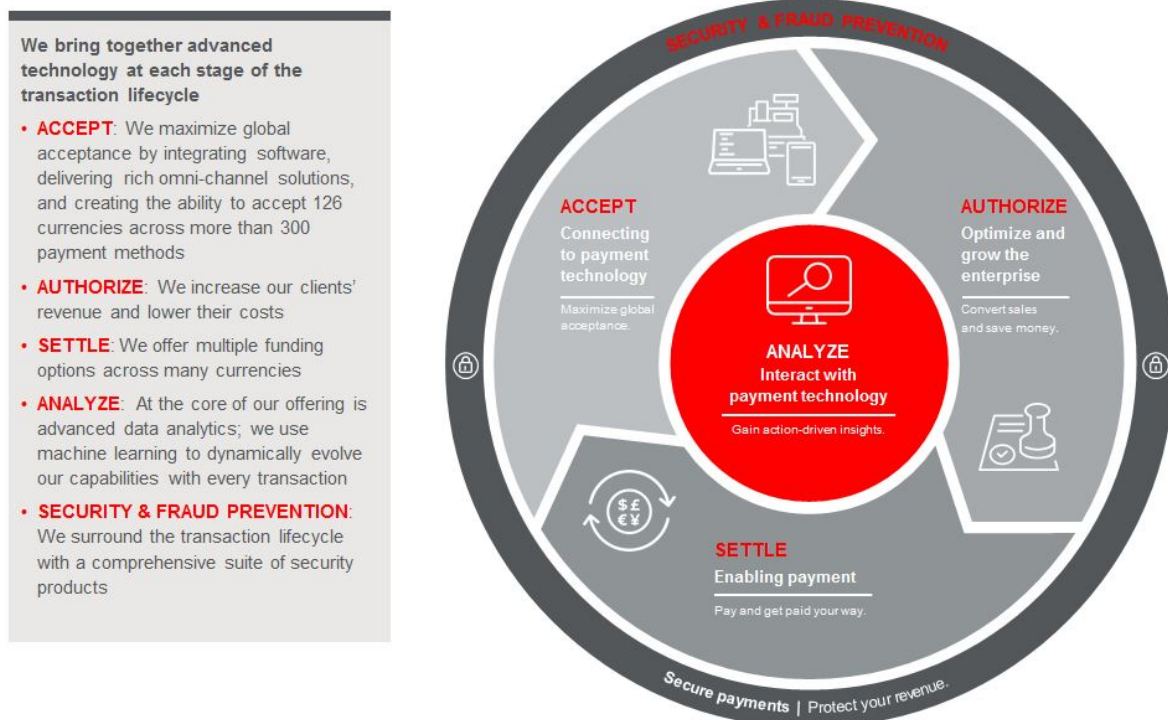 We bring together advanced
technology at each stage of the
transaction lifecycle
• ACCEPT: We maximize global
acceptance by integrating software,
delivering rich omni-channel solutions,
and creating the ability to accept 126
currencies across more than 300
payment methods
• AUTHORIZE: We increase our clients'
revenue and lower their costs
• SETTLE: We offer multiple funding
options across many currencies
• ANALYZE: At the core of our offering is
advanced data analytics; we use
machine learning to dynamically evolve
our capabilities with every transaction
• SECURITY & FRAUD PREVENTION:
We surround the transaction lifecycle
with a comprehensive suite of security
products
SECURITY & FRAUD PREVENTION
ACCEPT
Connecting
to payment
technology
Maximize global
acceptance.
AUTHORIZE
Optimize and
grow the
enterprise
Convert sales
and save money.
ANALYZE
Interact with
payment technology
Gain action-driven insights.
$£
€¥
SETTLE
Enabling payment
Pay and get paid your way.
Secure payments | Protect your revenue.